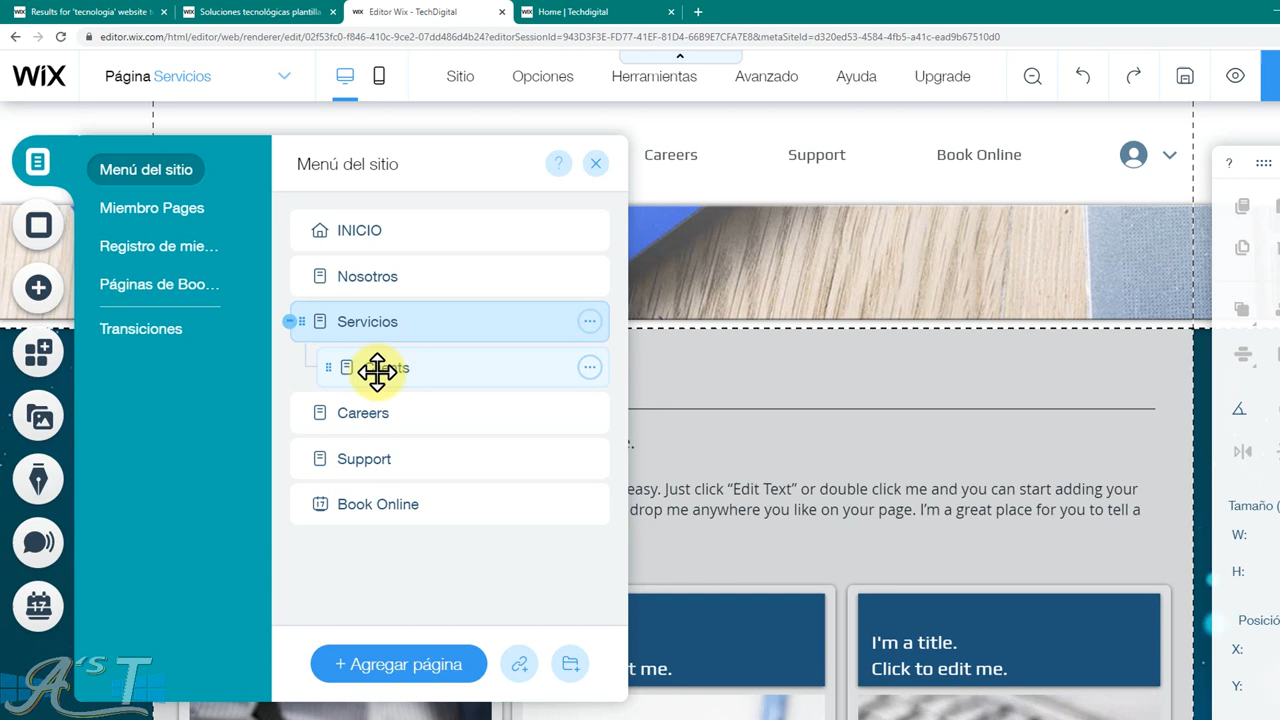 Results for 'tecnologia' website t
Soluciones tecnológicas plantilla
Editor Wix - TechDigital
Home | Techdigital
editor.wix.com/html/editor/web/renderer/edit/02f53fc0-f846-410c-9ce2-07dd486d4b24?editorSessionId=943D3F3E-FD77-41EF-81D4-66B9E7CFA7E8&metaSiteId=d320ed53-4584-4fb5-a41c-ead9b67510d0
WiX
Página Servicios
Sitio
Opciones
Herramientas
Avanzado
Ayuda
Upgrade
Careers
Support
Book Online
Menú del sitio
Miembro Pages
Registro de mie...
Páginas de Boo...
Transiciones
Menú del sitio
?
INICIO
Nosotros
Servicios
Careers
Support
Book Online
+ Agregar página
easy. Just click “Edit Text” or double click me and you can start adding your
drop me anywhere you like on your page. I’m a great place for you to tell a
t me.
I'm a title.
Click to edit me.
?
Tamaño (
W:
H:
Posició
X:
Y:
17
17
A'S T